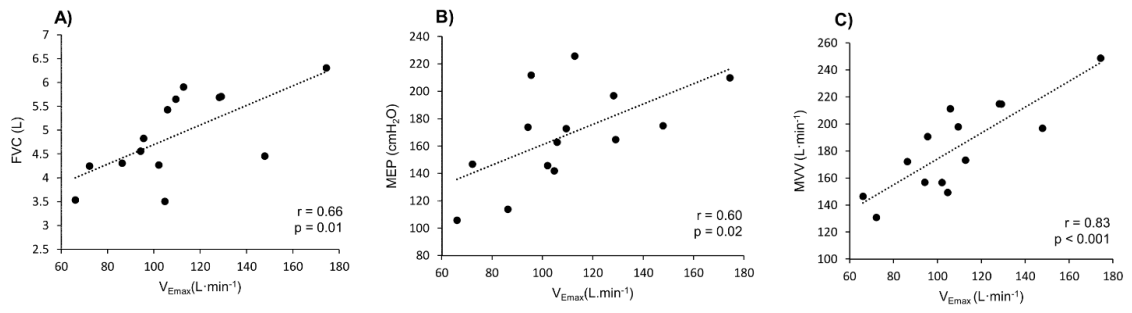 A)
FVC (L)
7
6.5
6
5.5
5
4.5
4
3.5
3
2.5
r = 0.66
p = 0.01
60 80 100 120 140 160 180
VEmax(L·min-1)
B)
MEP (cmH2O)
240
220
200
180
160
140
120
100
80
r = 0.60
p = 0.02
60 80 100 120 140 160 180
VEmax(L.min-1)
C)
MVV (L·min-1)
260
240
220
200
180
160
140
120
100
r = 0.83
p < 0.001
60 80 100 120 140 160 180
VEmax(L·min-1)